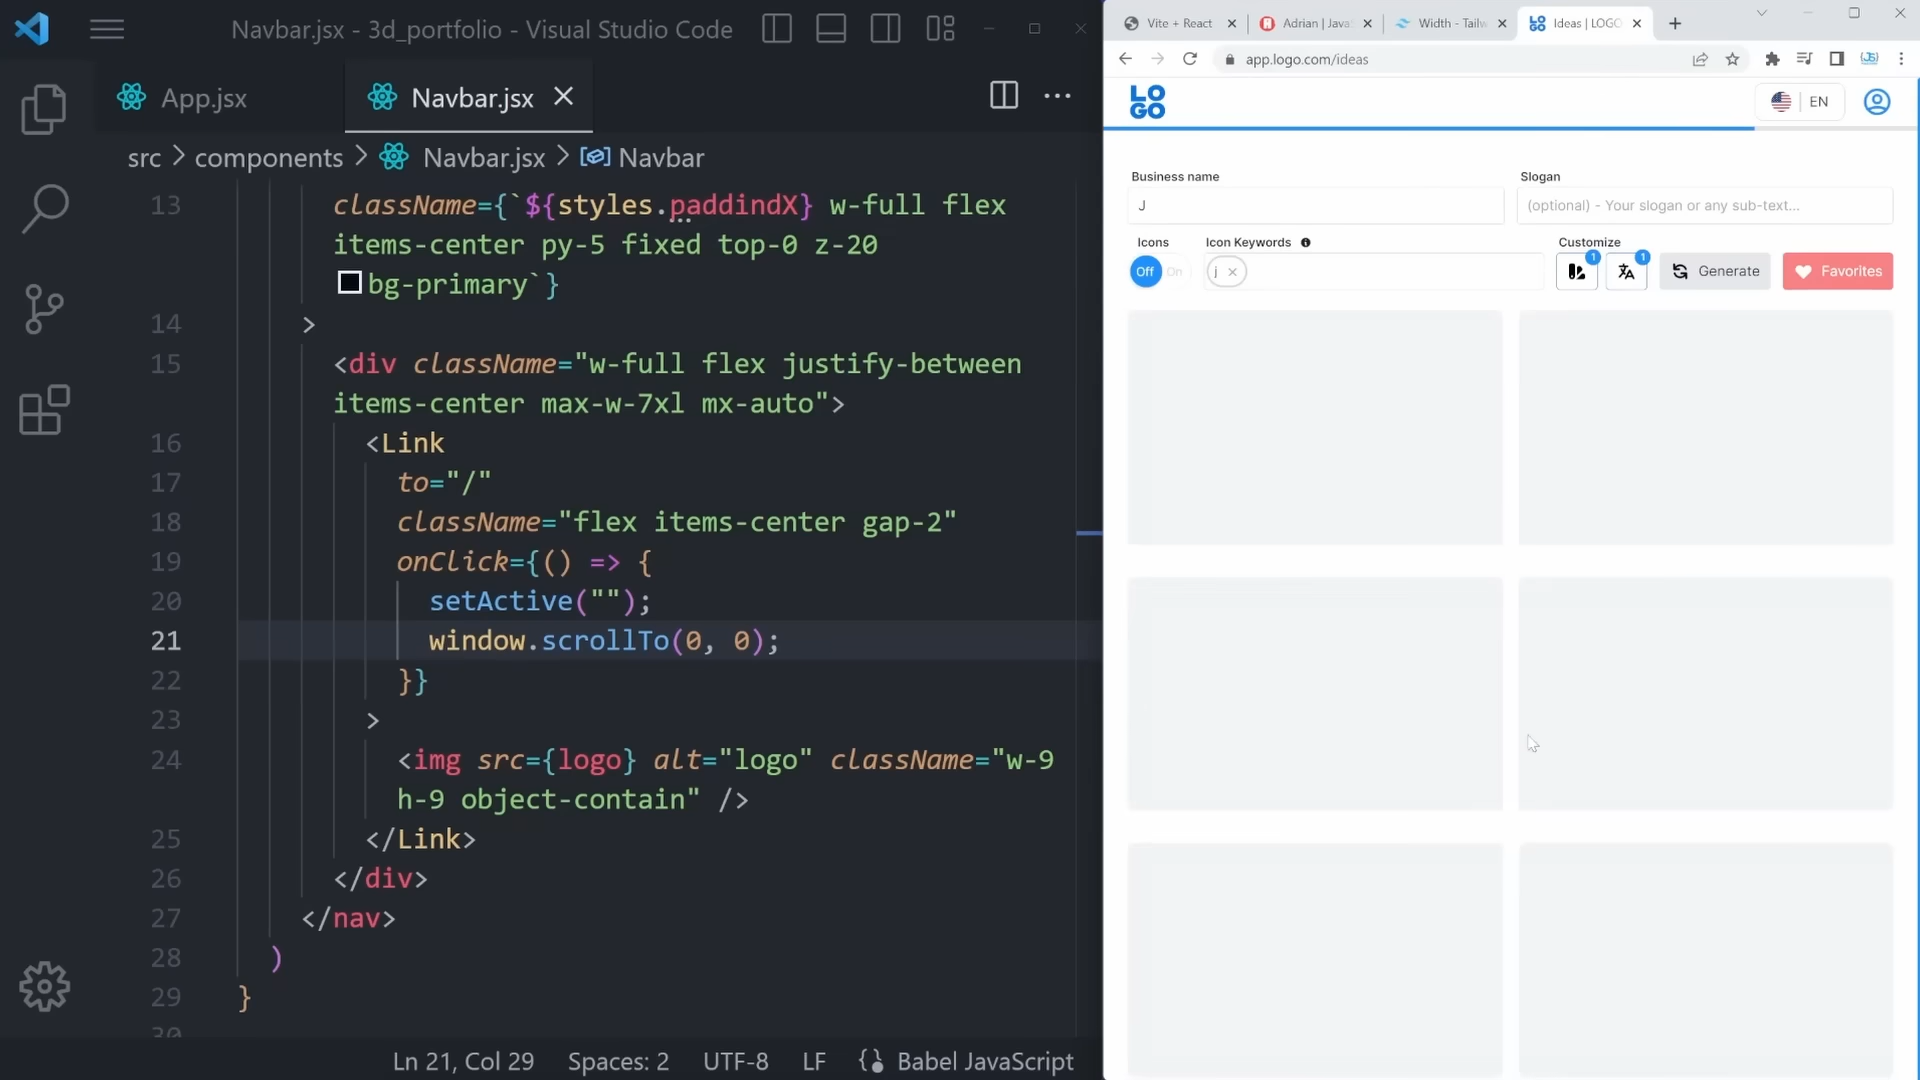 Navbar.jsx - 3d_portfolio - Visual Studio Code
App.jsx
Navbar.jsx
src > components > Navbar.jsx > Navbar
13 className={`${styles.paddindX} w-full flex
items-center py-5 fixed top-0 z-20
bg-primary`}
14 >
15 <div className="w-full flex justify-between
items-center max-w-7xl mx-auto">
16 <Link
17 to="/"
18 className="flex items-center gap-2"
19 onClick={() => {
20 setActive("");
21 window.scrollTo(0, 0);
22 }}
23 >
24 <img src={logo} alt="logo" className="w-9
h-9 object-contain" />
25 </Link>
26 </div>
27 </nav>
28 )
29 }
30
Ln 21, Col 29 Spaces: 2 UTF-8 LF Babel JavaScript
Vite + React
Adrian | Java
Width - Tailw
Ideas | LOGO
app.logo.com/ideas
LO
GO
EN
Business name
Slogan
J
(optional) - Your slogan or any sub-text...
Icons
Icon Keywords
Customize
Off On
j
1
1
Generate
Favorites